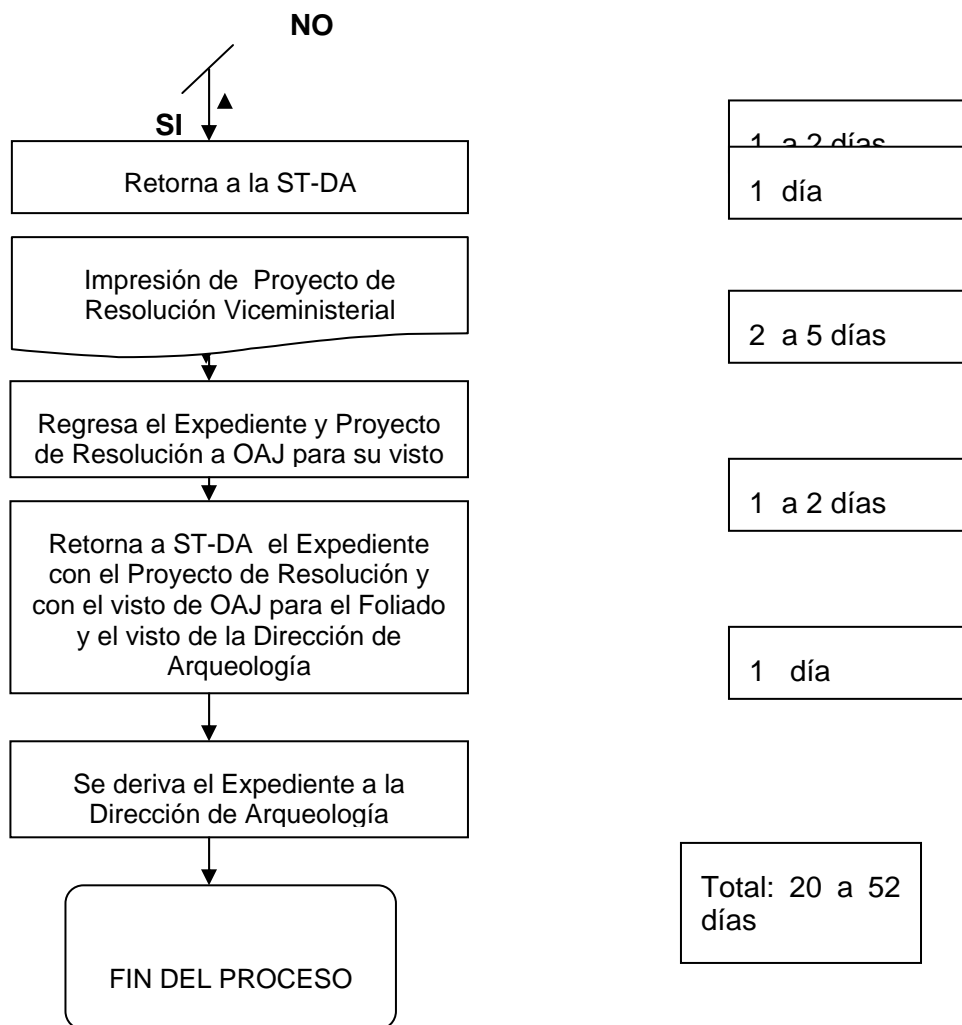 NO
SI
Retorna a la ST-DA
1 a 2 días
1 día
Impresión de Proyecto de
Resolución Viceministerial
2 a 5 días
Regresa el Expediente y Proyecto
de Resolución a OAJ para su visto
1 a 2 días
Retorna a ST-DA el Expediente
con el Proyecto de Resolución y
con el visto de OAJ para el Foliado
y el visto de la Dirección de
Arqueología
1 día
Se deriva el Expediente a la
Dirección de Arqueología
Total: 20 a 52
días
FIN DEL PROCESO